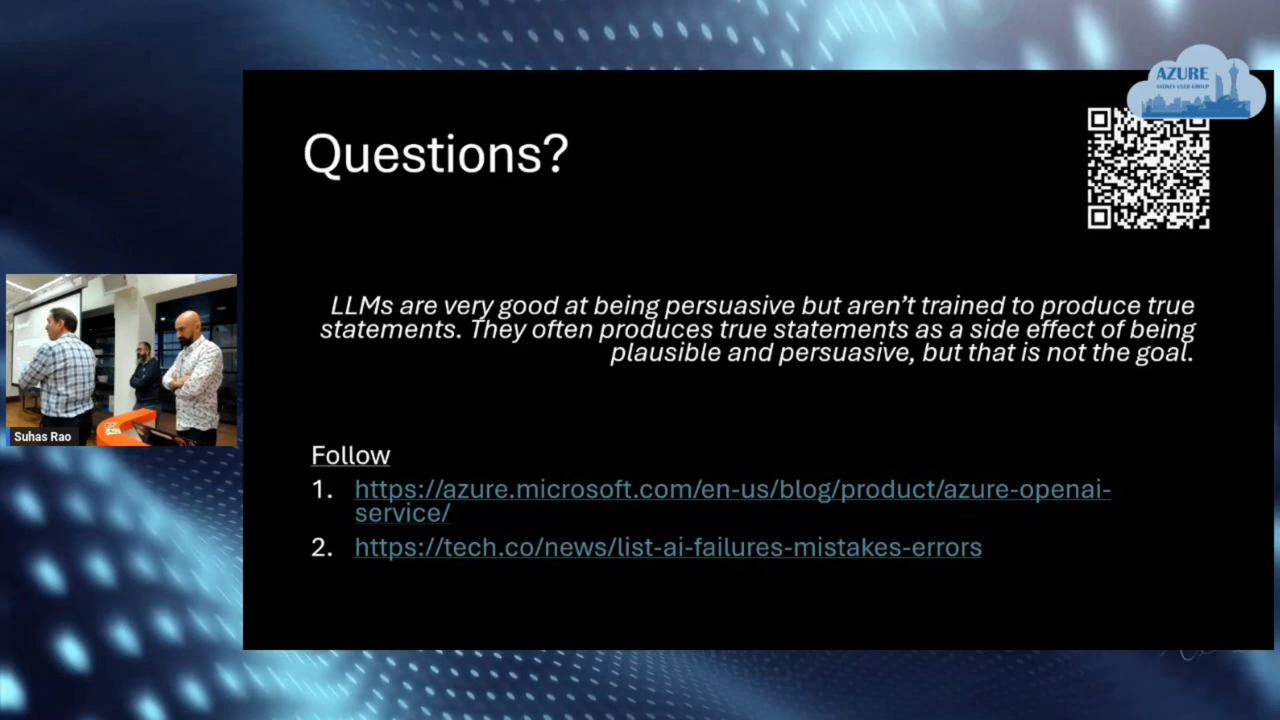 AZURE
SYDNEY USER GROUP
Questions?
LLMs are very good at being persuasive but aren’t trained to produce true
statements. They often produces true statements as a side effect of being
plausible and persuasive, but that is not the goal.
Suhas Rao
Follow
1. https://azure.microsoft.com/en-us/blog/product/azure-openai-
service/
2. https://tech.co/news/list-ai-failures-mistakes-errors